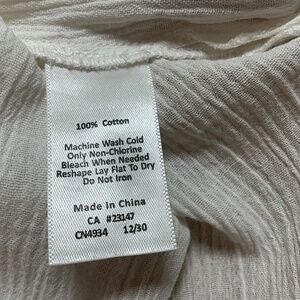 100% Cotton
Machine Wash Cold
Only Non-Chlorine
Bleach When Needed
Reshape Lay Flat To Dry
Do Not Iron
Made in China
CA #23147
CN4934 12/30